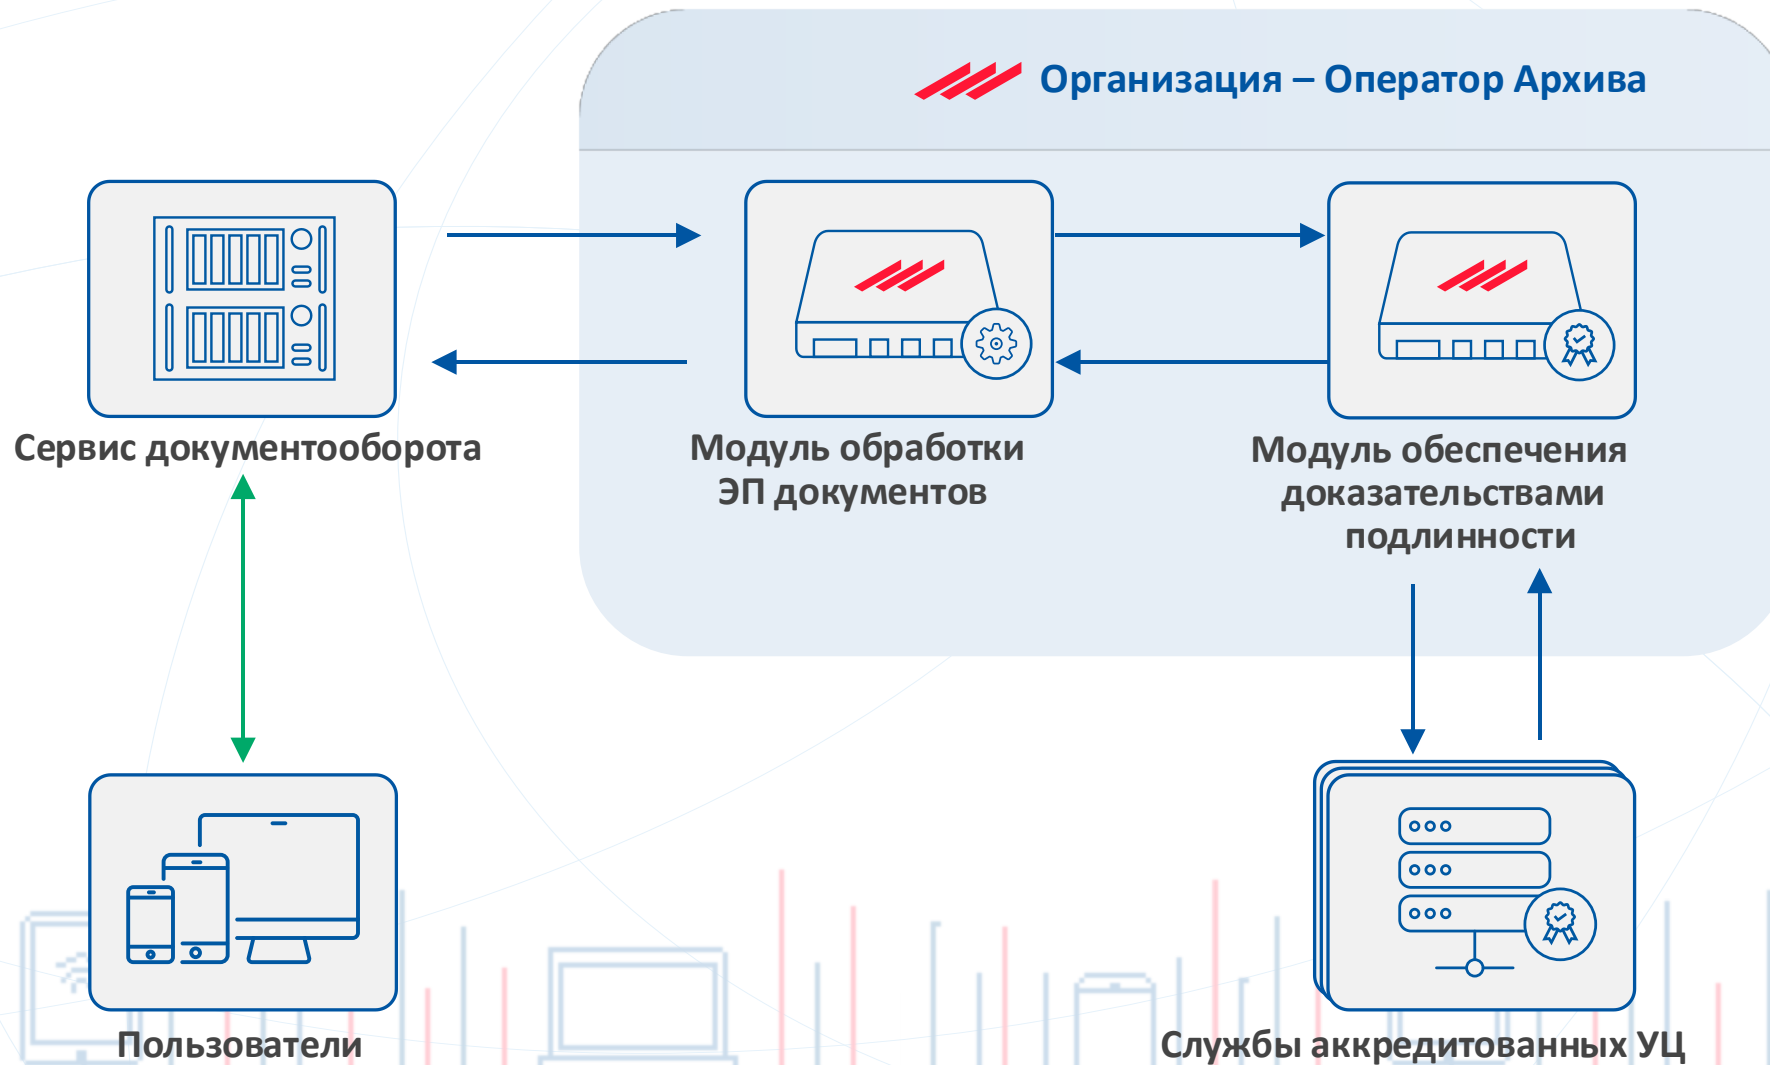 Организация – Оператор Архива
Сервис документооборота
Модуль обработки
ЭП документов
Модуль обеспечения
доказательствами
подлинности
Пользователи
Службы аккредитованных УЦ